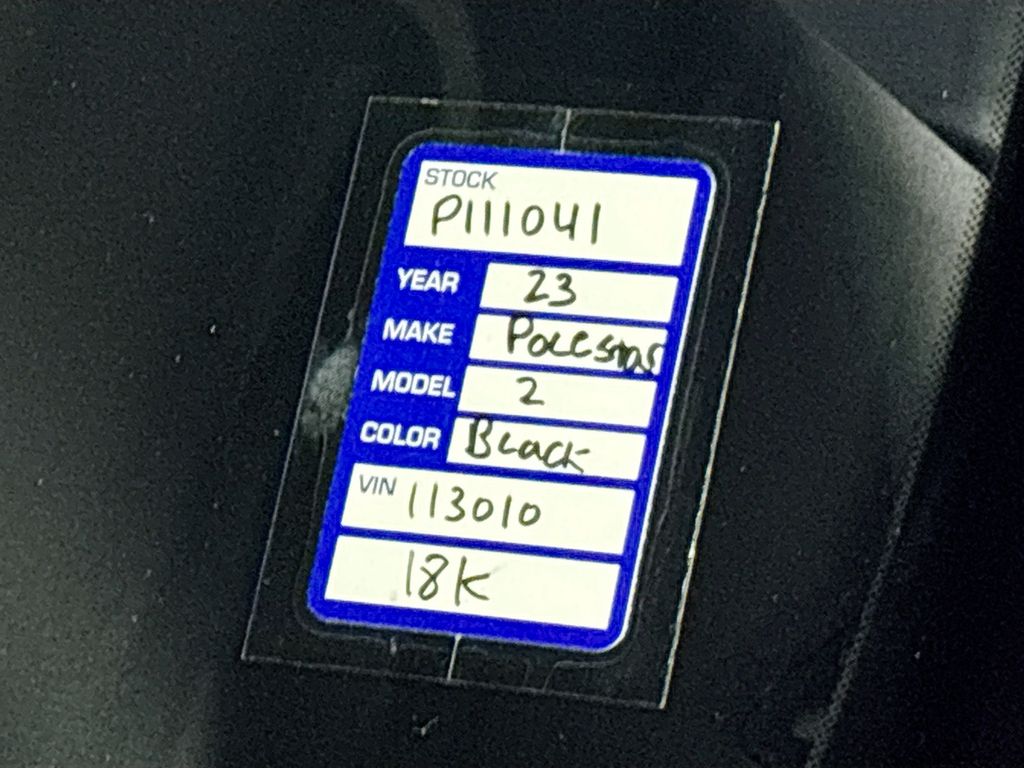 STOCK
P111041
YEAR 23
MAKE Polestar
MODEL 2
COLOR Black
VIN 113010
18K